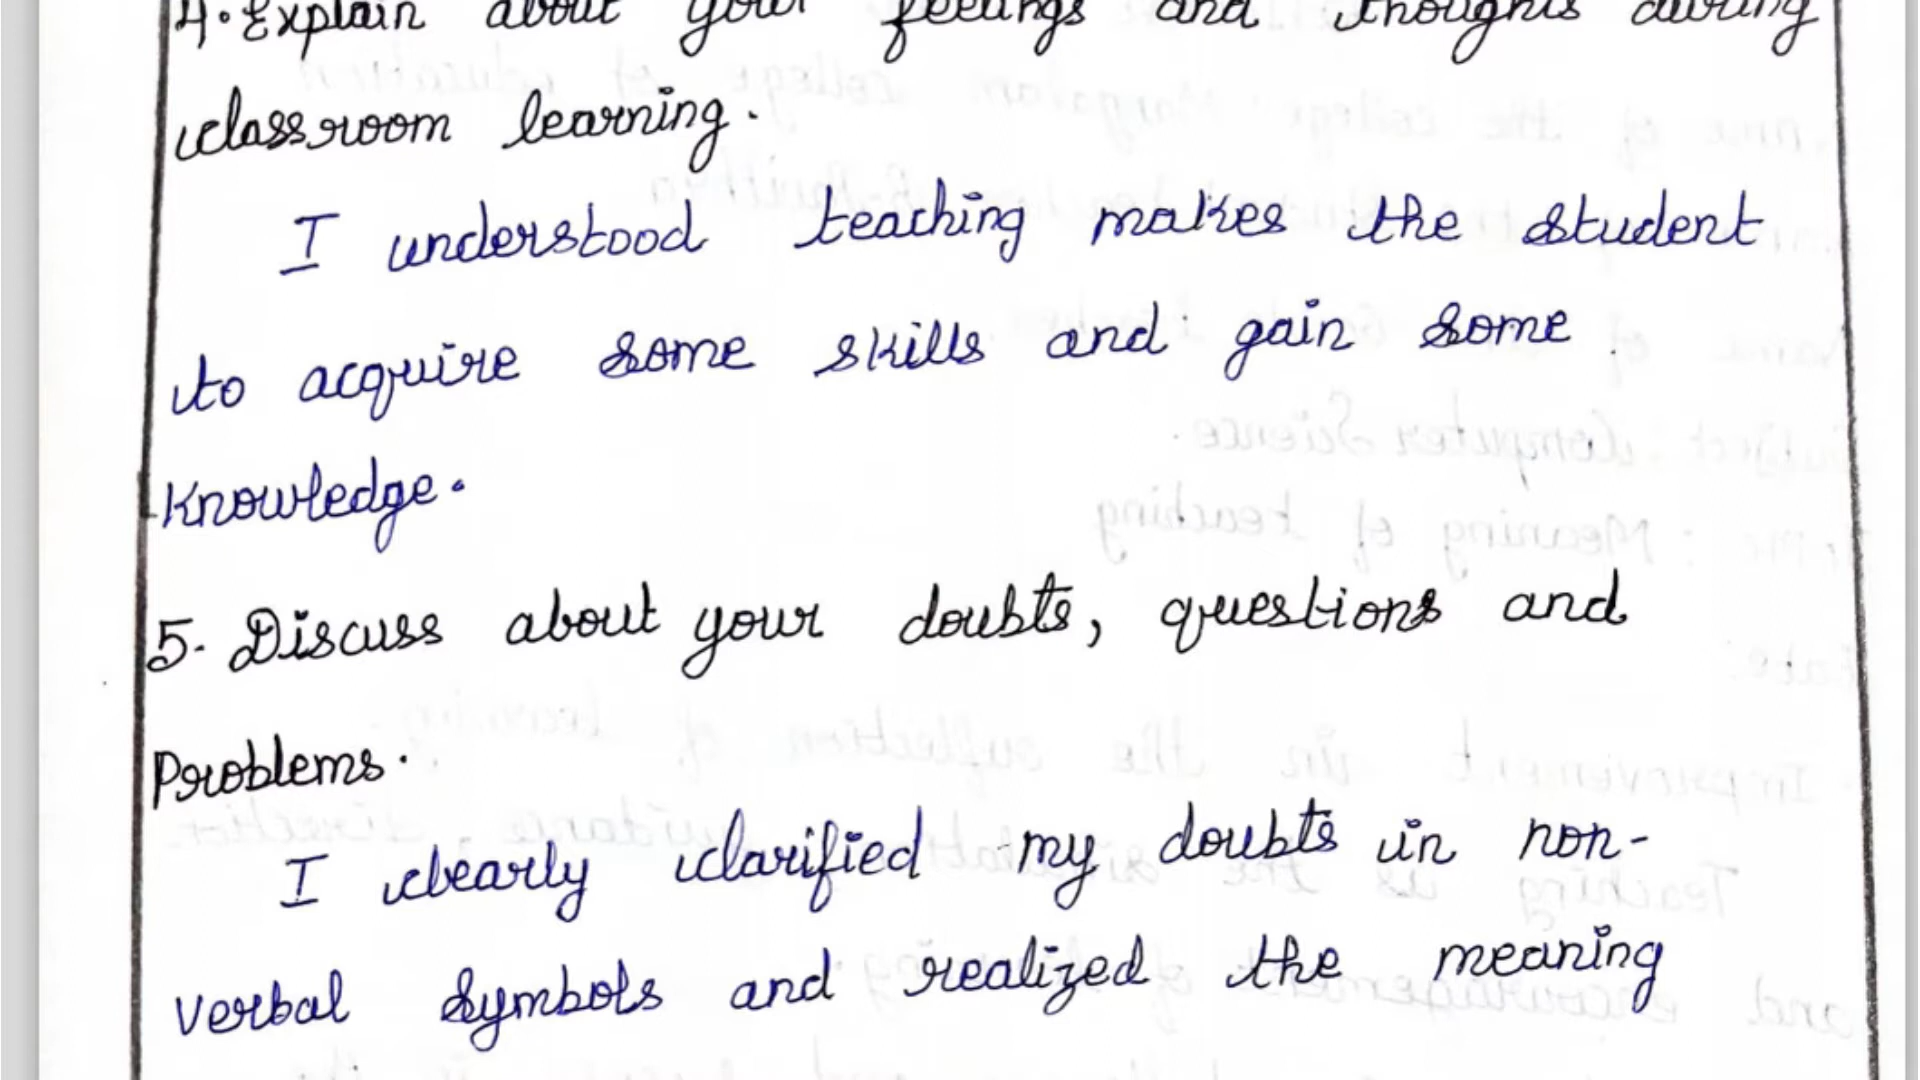 4. Explain about your feelings and thoughts during
classroom learning.
I understood teaching makes the student
to acquire some skills and gain some
Knowledge.
5. Discuss about your doubts, questions and
Problems.
I clearly clarified my doubts in non-
verbal symbols and realized the meaning